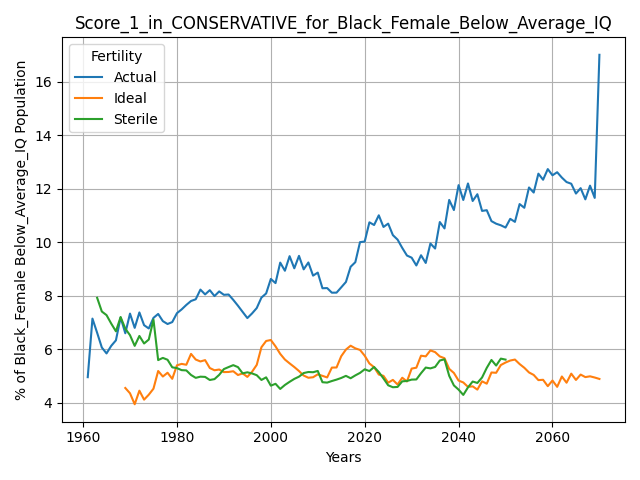 Score_1_in_CONSERVATIVE_for_Black_Female_Below_Average_IQ
Fertility
Actual
Ideal
Sterile
% of Black_Female Below_Average_IQ Population
16
14
12
10
8
6
4
1960
1980
2000
2020
2040
2060
Years